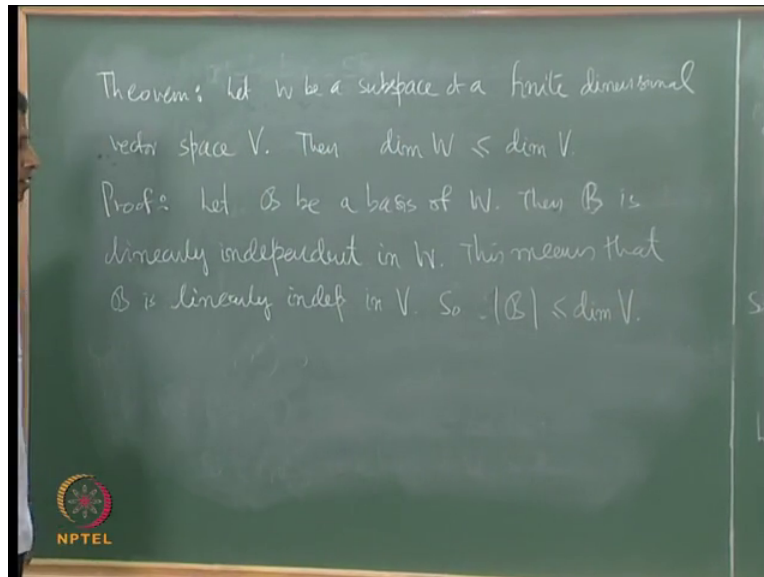 Theorem: Let W be a subspace of a finite dimensional
vector space V. Then dim W ≤ dim V.
Proof: Let ℬ be a basis of W. Then ℬ is
linearly independent in W. This means that
ℬ is linearly indep in V. So |ℬ| ≤ dim V.
S
L
NPTEL